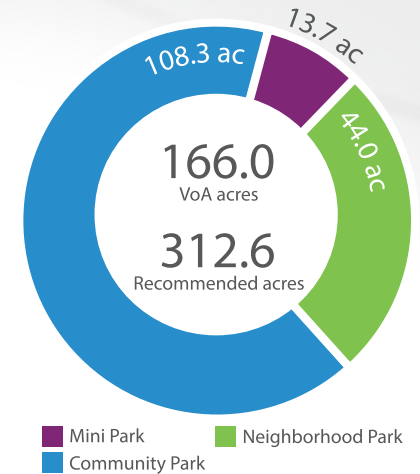 13.7 ac
108.3 ac
44.0 ac
166.0
VoA acres
312.6
Recommended acres
Mini Park
Neighborhood Park
Community Park